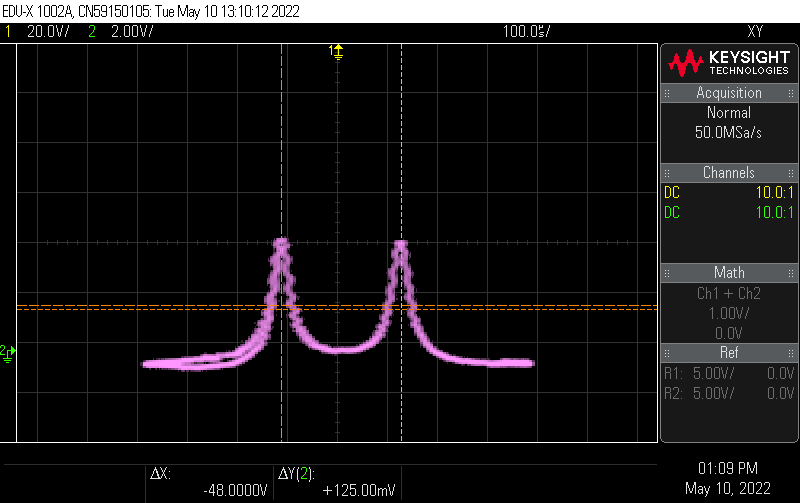 EDU-X 1002A, CN59150105: Tue May 10 13:10:12 2022
1 20.0V/ 2 2.00V/ 100.0s/ XY
1
KEYSIGHT
TECHNOLOGIES
Acquisition
Normal
50.0MSa/s
Channels
DC 10.0:1
DC 10.0:1
Math
Ch1 + Ch2
1.00V/
0.0V
2
Ref
R1: 5.00V/ 0.0V
R2: 5.00V/ 0.0V
ΔX:
-48.0000V
ΔY(2):
+125.00mV
01:09 PM
May 10, 2022